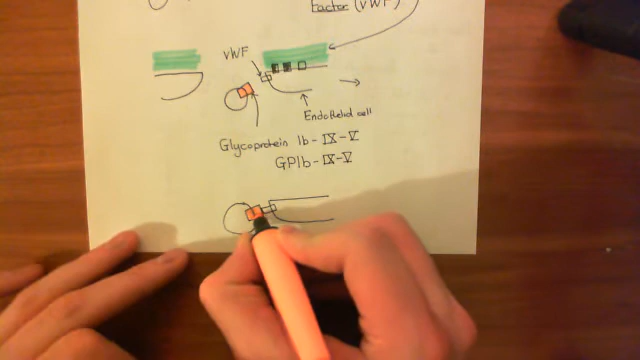 Factor (vWF)
vWF
Endothelial cell
Glycoprotein Ib-IX-V
GPIb-IX-V